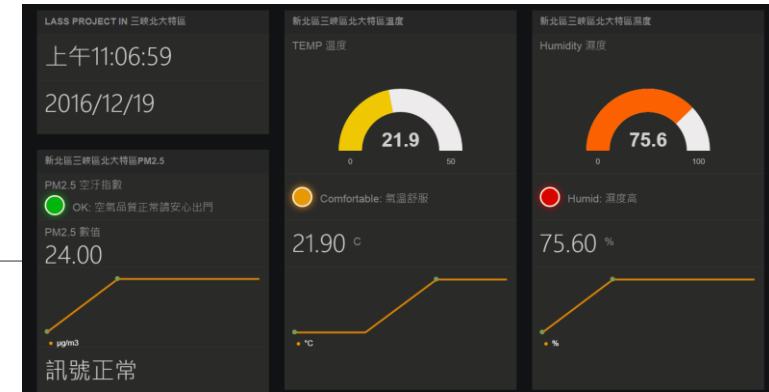 LASS PROJECT IN 三峽北大特區
上午11:06:59
2016/12/19
新北區三峽區北大特區PM2.5
PM2.5 空汙指數
OK: 空氣品質正常請安心出門
PM2.5 數值
24.00
μg/m3
訊號正常
新北區三峽區北大特區溫度
TEMP 溫度
21.9
0
50
Comfortable: 氣溫舒服
21.90 C
°C
新北區三峽區北大特區濕度
Humidity 濕度
75.6
0
100
Humid: 濕度高
75.60 %
%